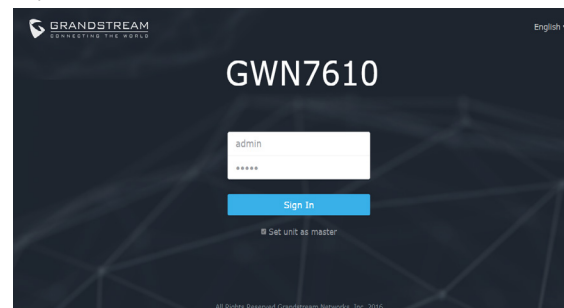 GRANDSTREAM
CONNECTING THE WORLD
English
GWN7610
admin
•••••
Sign In
Set unit as master
All Rights Reserved Grandstream Networks, Inc. 2016